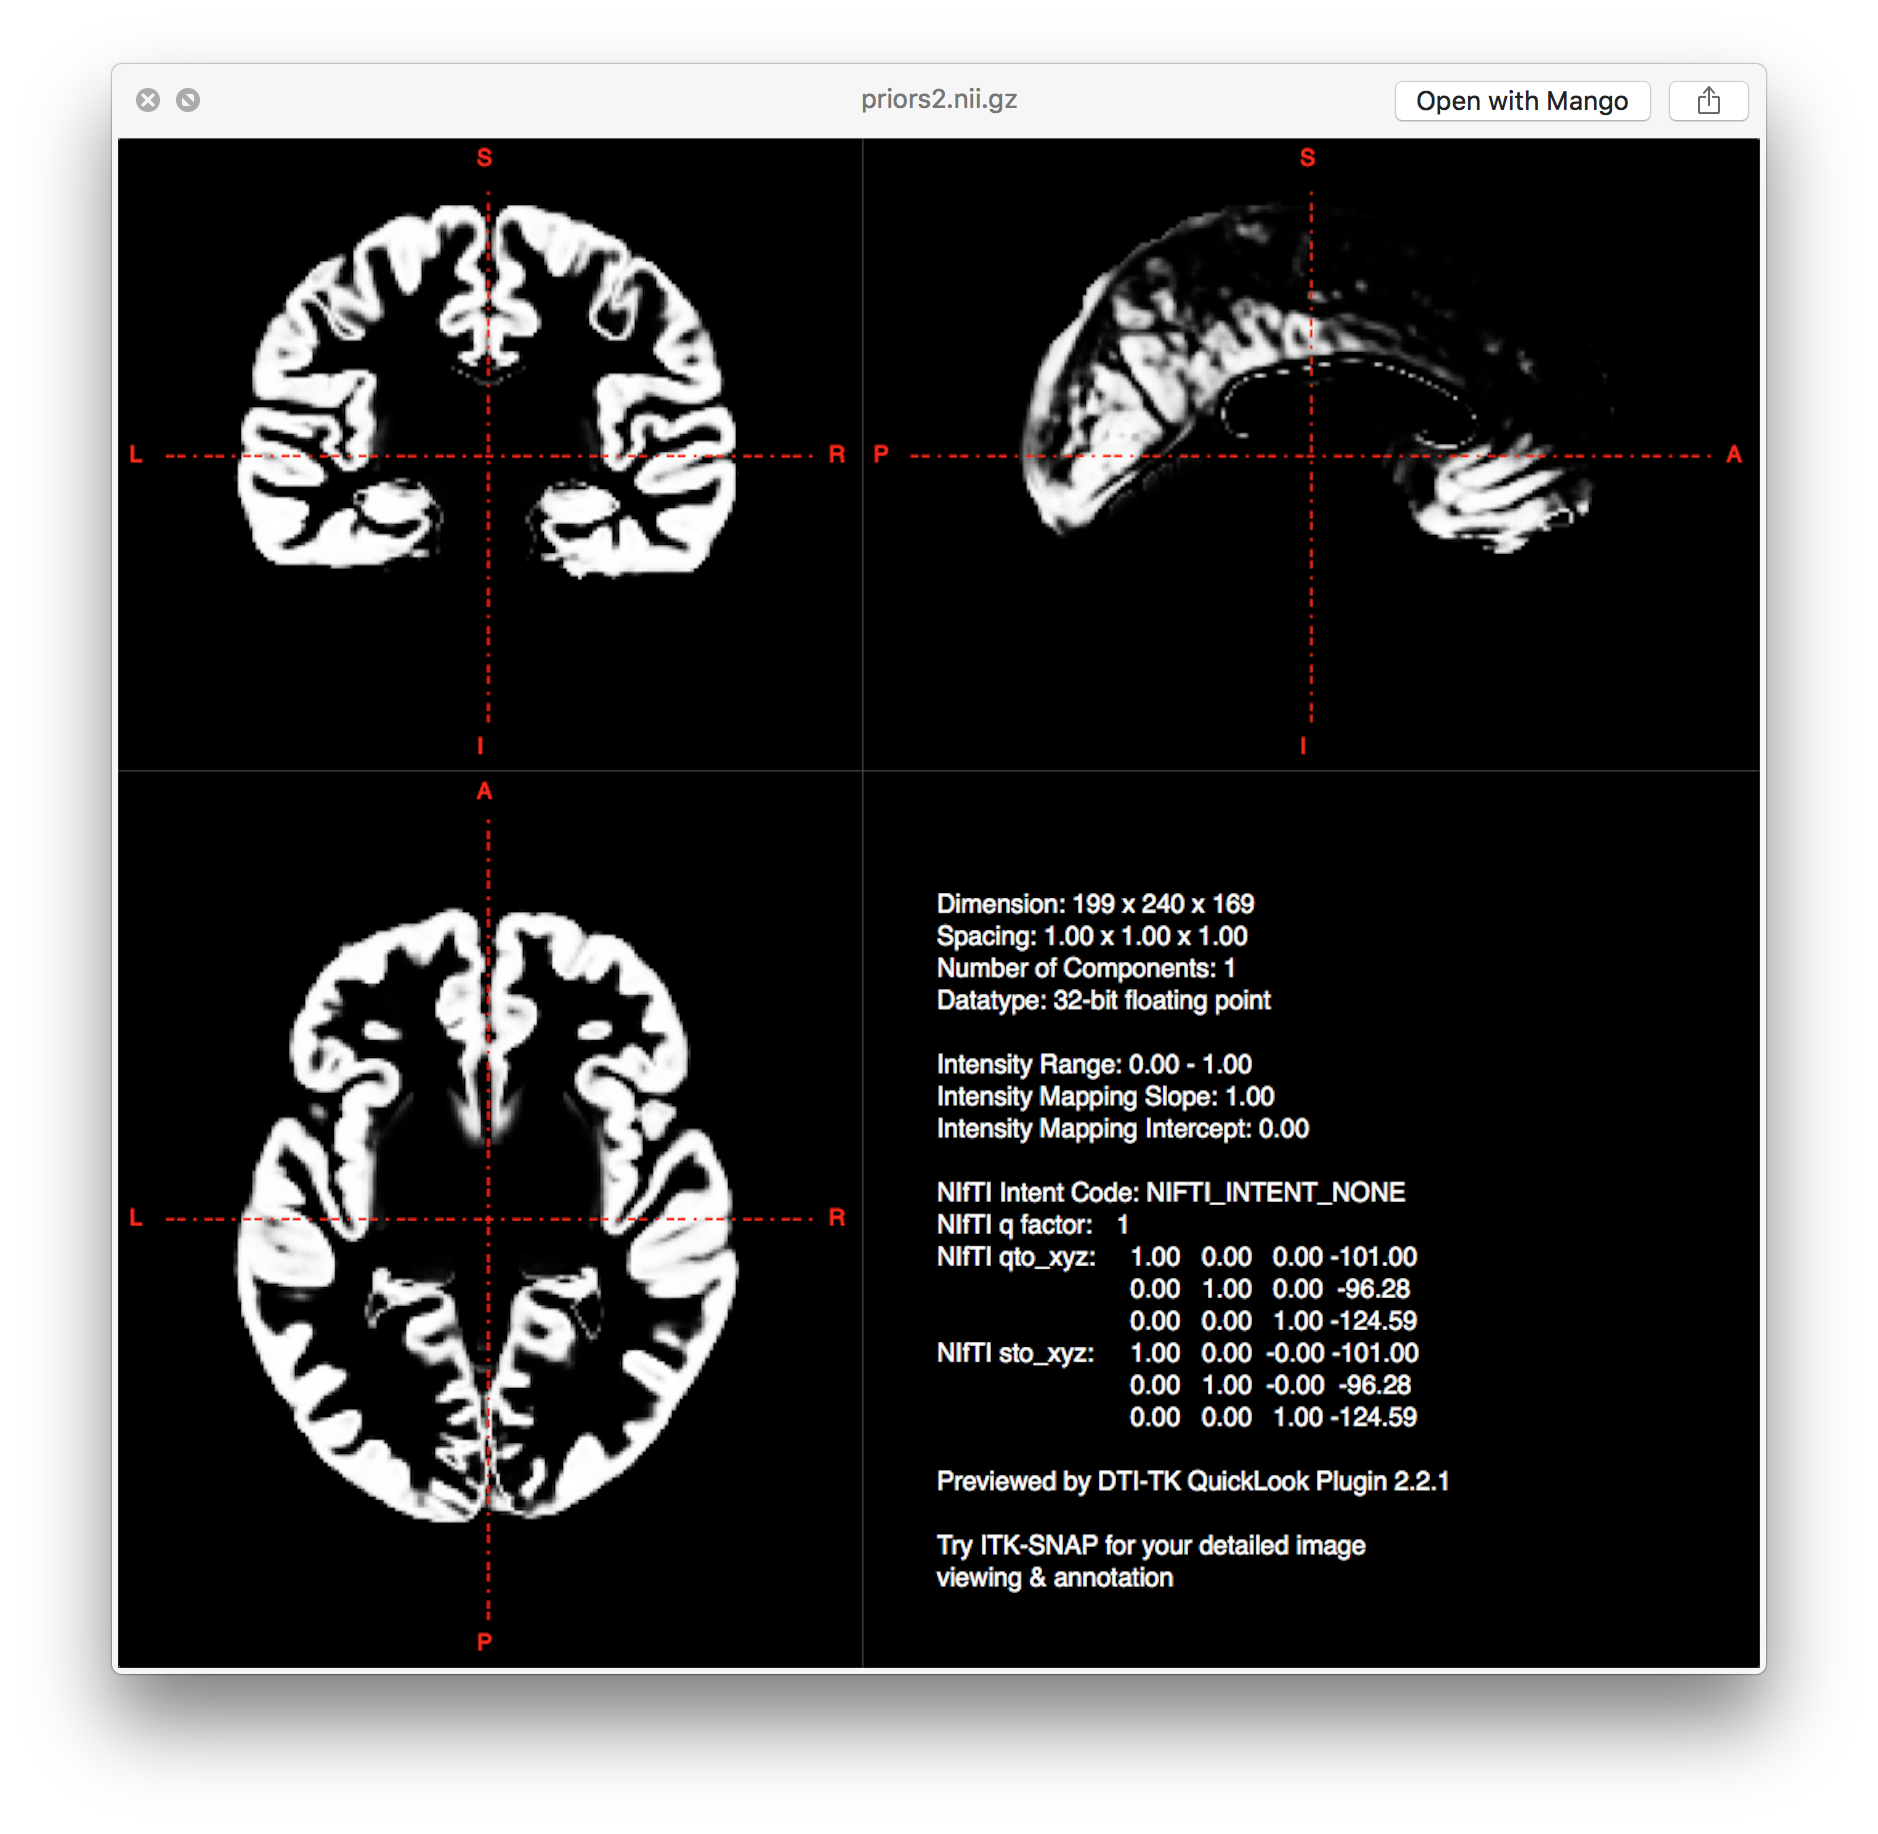 priors2.nii.gz
Open with Mango
S
L
R
I
S
P
A
I
A
L
R
P
Dimension: 199 x 240 x 169
Spacing: 1.00 x 1.00 x 1.00
Number of Components: 1
Datatype: 32-bit floating point
Intensity Range: 0.00 - 1.00
Intensity Mapping Slope: 1.00
Intensity Mapping Intercept: 0.00
NIfTI Intent Code: NIFTI_INTENT_NONE
NIfTI q factor: 1
NIfTI qto_xyz: 1.00 0.00 0.00 -101.00
0.00 1.00 0.00 -96.28
0.00 0.00 1.00 -124.59
NIfTI sto_xyz: 1.00 0.00 -0.00 -101.00
0.00 1.00 -0.00 -96.28
0.00 0.00 1.00 -124.59
Previewed by DTI-TK QuickLook Plugin 2.2.1
Try ITK-SNAP for your detailed image
viewing & annotation